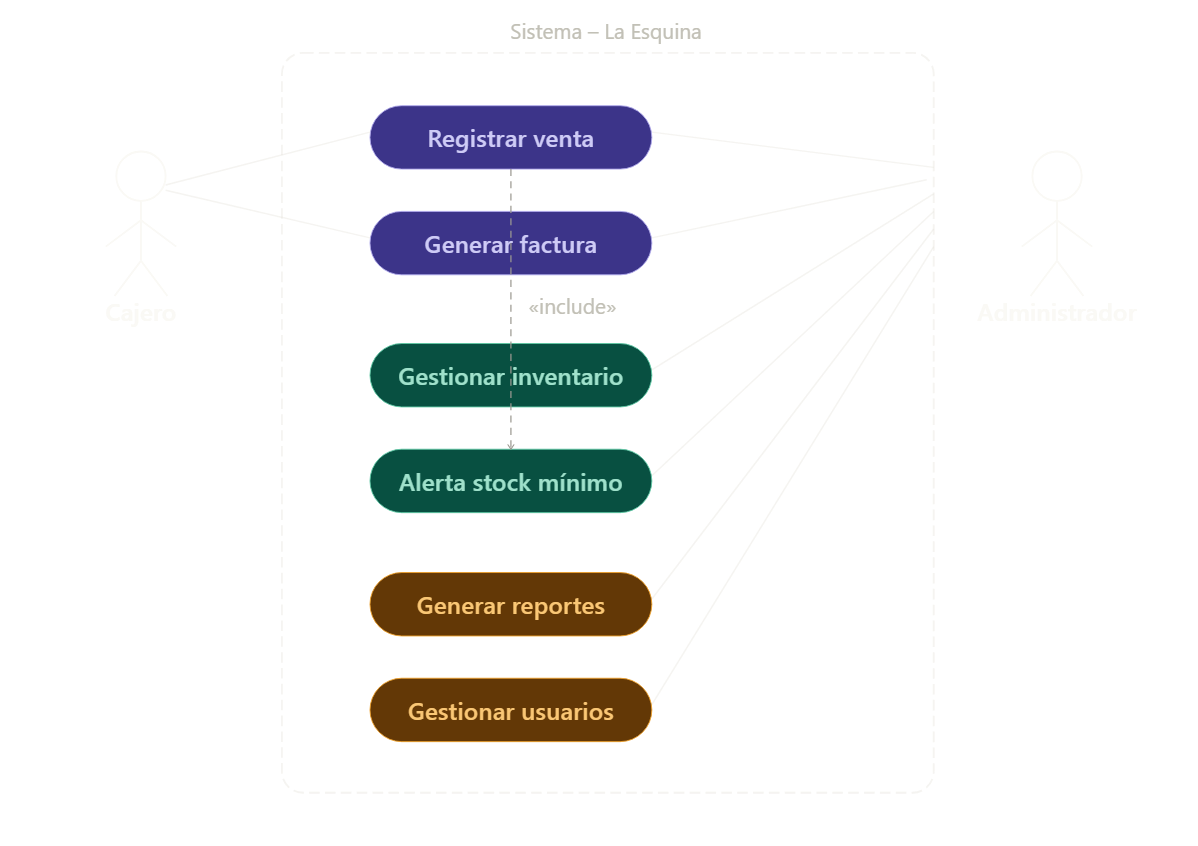 Sistema – La Esquina
Registrar venta
Generar factura
«include»
Cajero
Administrador
Gestionar inventario
Alerta stock mínimo
Generar reportes
Gestionar usuarios